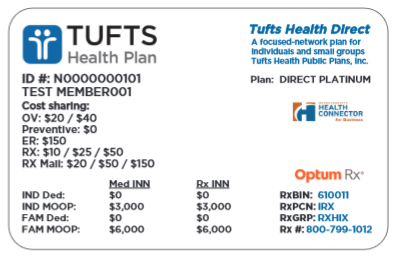 TUFTS
Health Plan
Tufts Health Direct
A focused-network plan for
individuals and small groups
Tufts Health Public Plans, Inc.
ID #: N0000000101
TEST MEMBER001
Plan: DIRECT PLATINUM
Cost sharing:
OV: $20 / $40
Preventive: $0
ER: $150
RX: $10 / $25 / $50
RX Mail: $20 / $50 / $150
HEALTH
CONNECTOR
for Business
Optum Rx®
Med INN Rx INN
IND Ded: $0 $0
IND MOOP: $3,000 $3,000
FAM Ded: $0 $0
FAM MOOP: $6,000 $6,000
RxBIN: 610011
RxPCN: IRX
RxGRP: RXHIX
Rx #: 800-799-1012